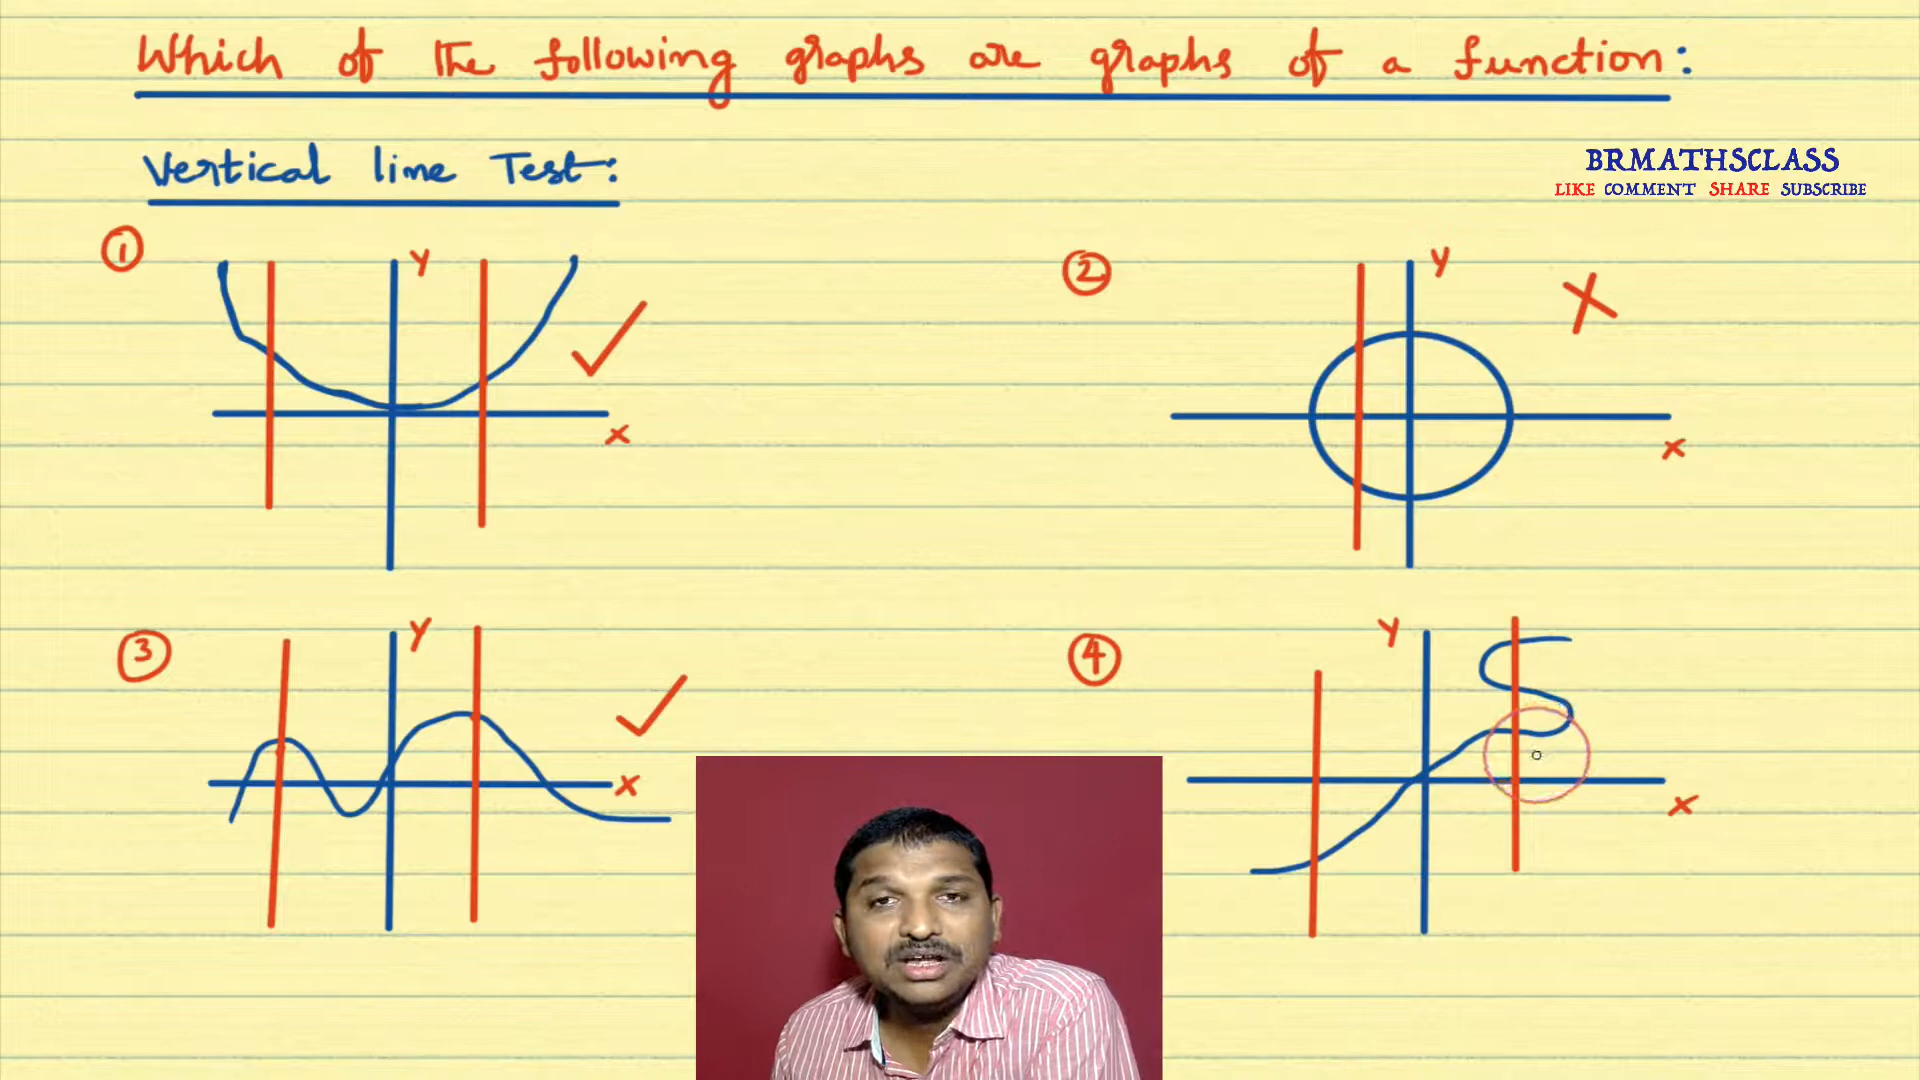 Which of the following graphs are graphs of a function:
Vertical line Test:
BRMATHSCLASS
LIKE COMMENT SHARE SUBSCRIBE
1
Y
x
2
Y
x
3
Y
x
4
Y
x